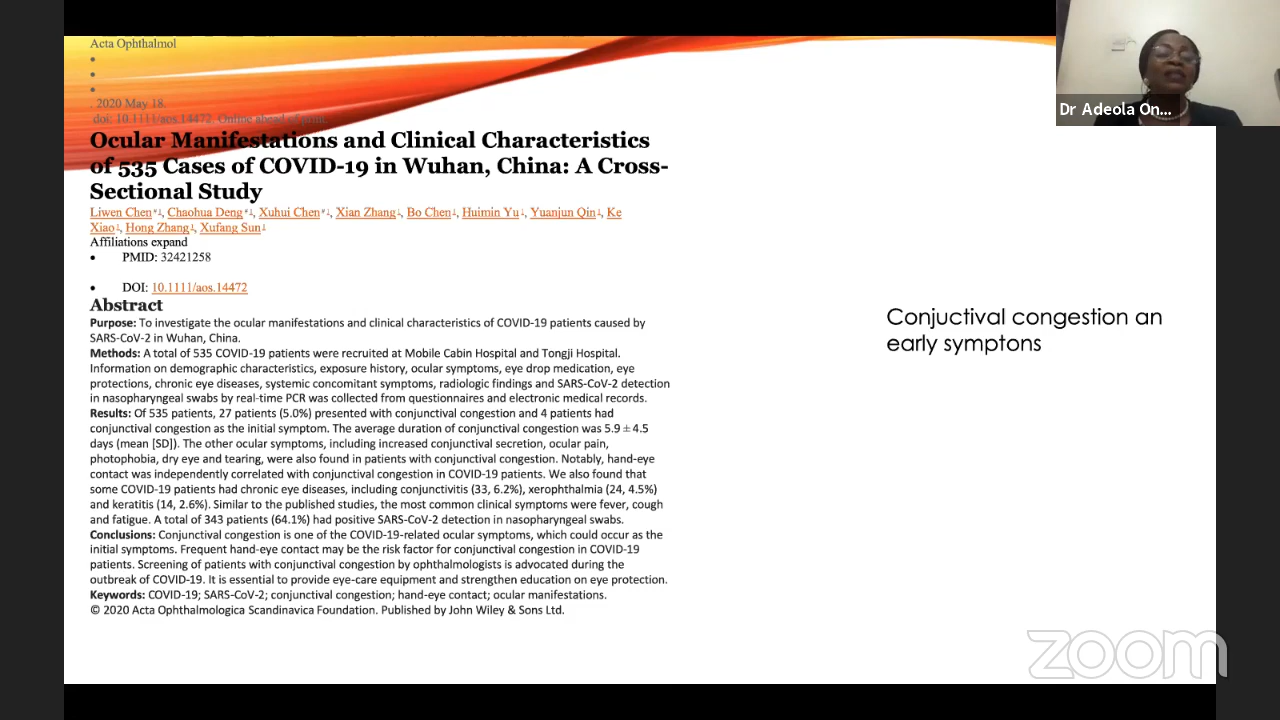 Acta Ophthalmol
•
•
•
. 2020 May 18.
doi: 10.1111/aos.14472. Online ahead of print.
Ocular Manifestations and Clinical Characteristics
of 535 Cases of COVID-19 in Wuhan, China: A Cross-
Sectional Study
Liwen Chen # 1, Chaohua Deng # 1, Xuhui Chen # 1, Xian Zhang 1, Bo Chen 1, Huimin Yu 1, Yuanjun Qin 1, Ke
Xiao 1, Hong Zhang 1, Xufang Sun 1
Affiliations expand
• PMID: 32421258
• DOI: 10.1111/aos.14472
Abstract
Purpose: To investigate the ocular manifestations and clinical characteristics of COVID-19 patients caused by
SARS-CoV-2 in Wuhan, China.
Methods: A total of 535 COVID-19 patients were recruited at Mobile Cabin Hospital and Tongji Hospital.
Information on demographic characteristics, exposure history, ocular symptoms, eye drop medication, eye
protections, chronic eye diseases, systemic concomitant symptoms, radiologic findings and SARS-CoV-2 detection
in nasopharyngeal swabs by real-time PCR was collected from questionnaires and electronic medical records.
Results: Of 535 patients, 27 patients (5.0%) presented with conjunctival congestion and 4 patients had
conjunctival congestion as the initial symptom. The average duration of conjunctival congestion was 5.9 ± 4.5
days (mean [SD]). The other ocular symptoms, including increased conjunctival secretion, ocular pain,
photophobia, dry eye and tearing, were also found in patients with conjunctival congestion. Notably, hand-eye
contact was independently correlated with conjunctival congestion in COVID-19 patients. We also found that
some COVID-19 patients had chronic eye diseases, including conjunctivitis (33, 6.2%), xerophthalmia (24, 4.5%)
and keratitis (14, 2.6%). Similar to the published studies, the most common clinical symptoms were fever, cough
and fatigue. A total of 343 patients (64.1%) had positive SARS-CoV-2 detection in nasopharyngeal swabs.
Conclusions: Conjunctival congestion is one of the COVID-19-related ocular symptoms, which could occur as the
initial symptoms. Frequent hand-eye contact may be the risk factor for conjunctival congestion in COVID-19
patients. Screening of patients with conjunctival congestion by ophthalmologists is advocated during the
outbreak of COVID-19. It is essential to provide eye-care equipment and strengthen education on eye protection.
Keywords: COVID-19; SARS-CoV-2; conjunctival congestion; hand-eye contact; ocular manifestations.
© 2020 Acta Ophthalmologica Scandinavica Foundation. Published by John Wiley & Sons Ltd.
Conjuctival congestion an
early symptons
Dr Adeola On...
zoom